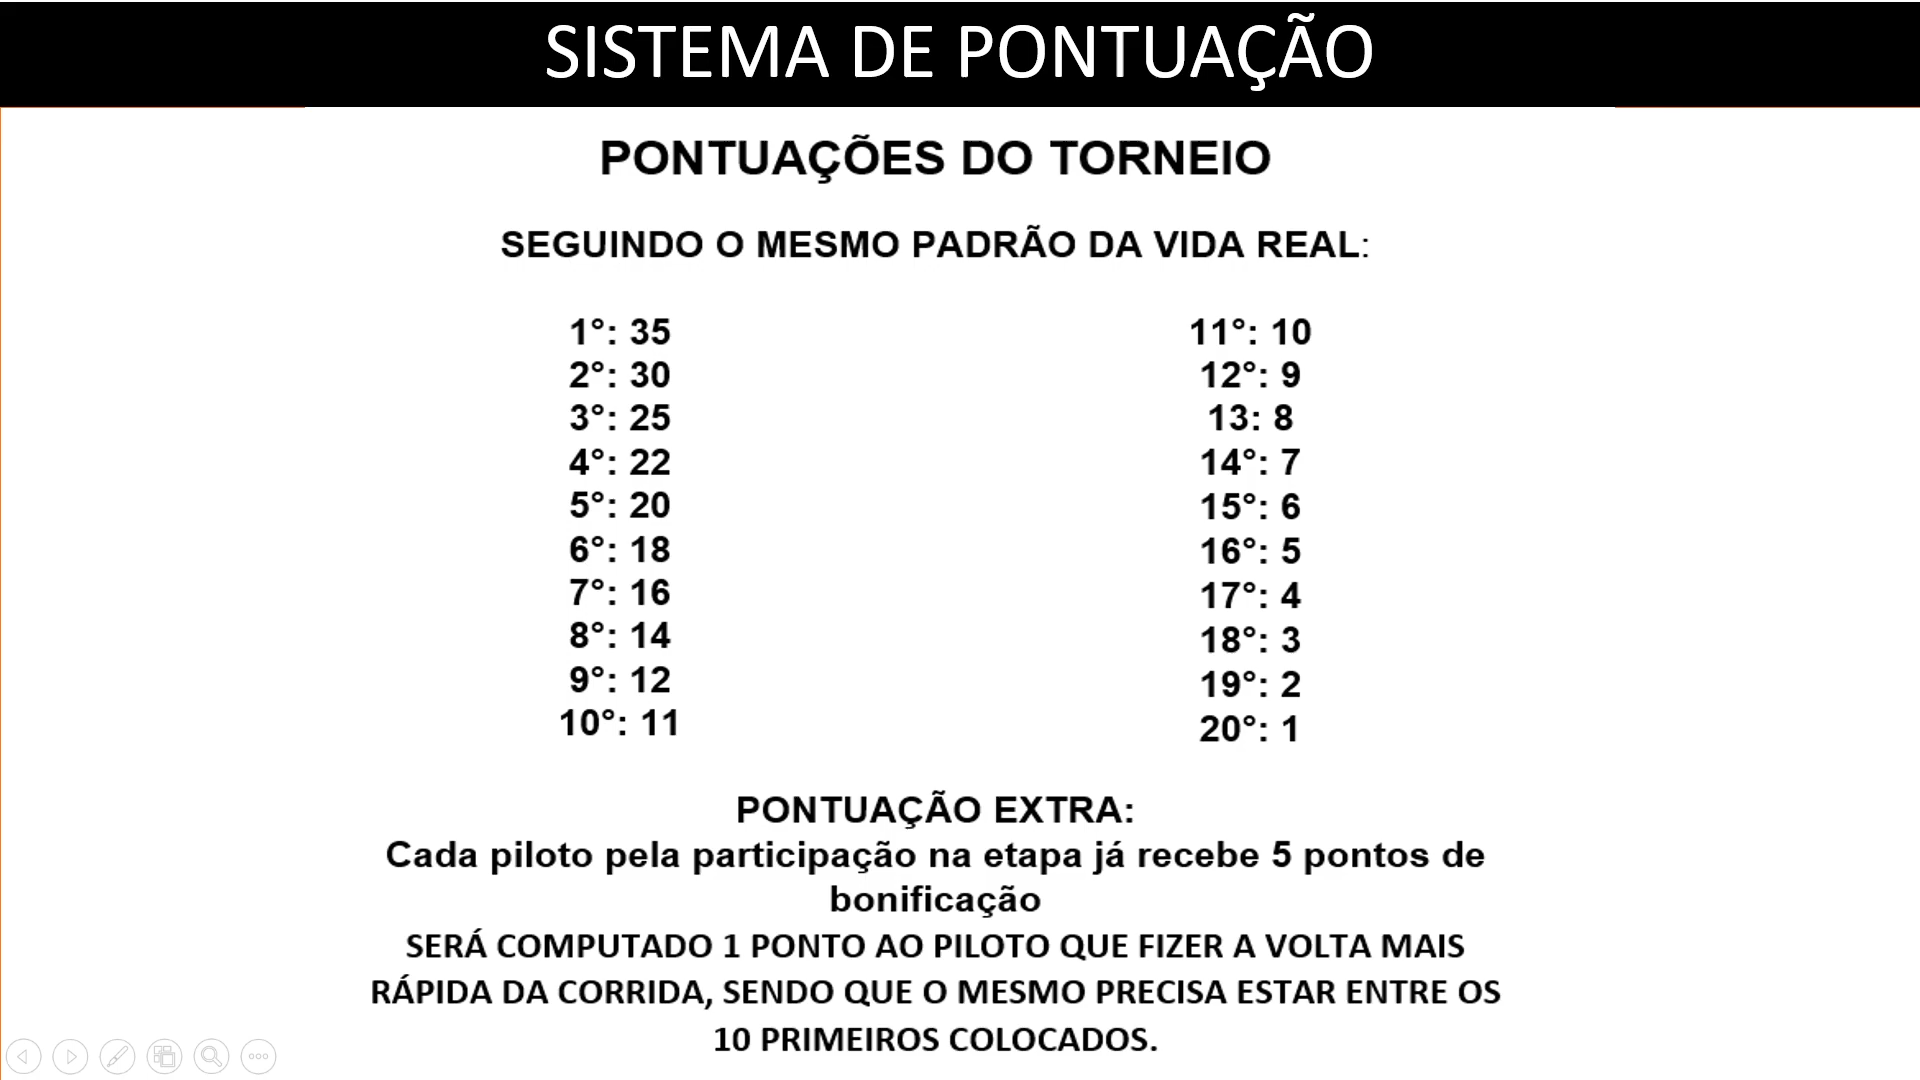 SISTEMA DE PONTUAÇÃO
PONTUAÇÕES DO TORNEIO
SEGUINDO O MESMO PADRÃO DA VIDA REAL:
1°: 35
2°: 30
3°: 25
4°: 22
5°: 20
6°: 18
7°: 16
8°: 14
9°: 12
10°: 11
11°: 10
12°: 9
13: 8
14°: 7
15°: 6
16°: 5
17°: 4
18°: 3
19°: 2
20°: 1
PONTUAÇÃO EXTRA:
Cada piloto pela participação na etapa já recebe 5 pontos de
bonificação
SERÁ COMPUTADO 1 PONTO AO PILOTO QUE FIZER A VOLTA MAIS
RÁPIDA DA CORRIDA, SENDO QUE O MESMO PRECISA ESTAR ENTRE OS
10 PRIMEIROS COLOCADOS.